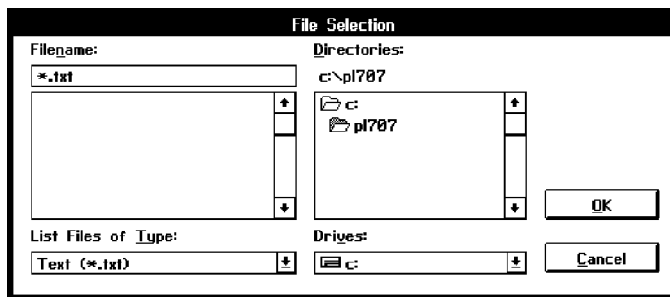 File Selection
Filename:
*.txt
List Files of Type:
Text (*.txt)
Directories:
c:\pl707
c:
pl707
Drives:
c:
OK
Cancel